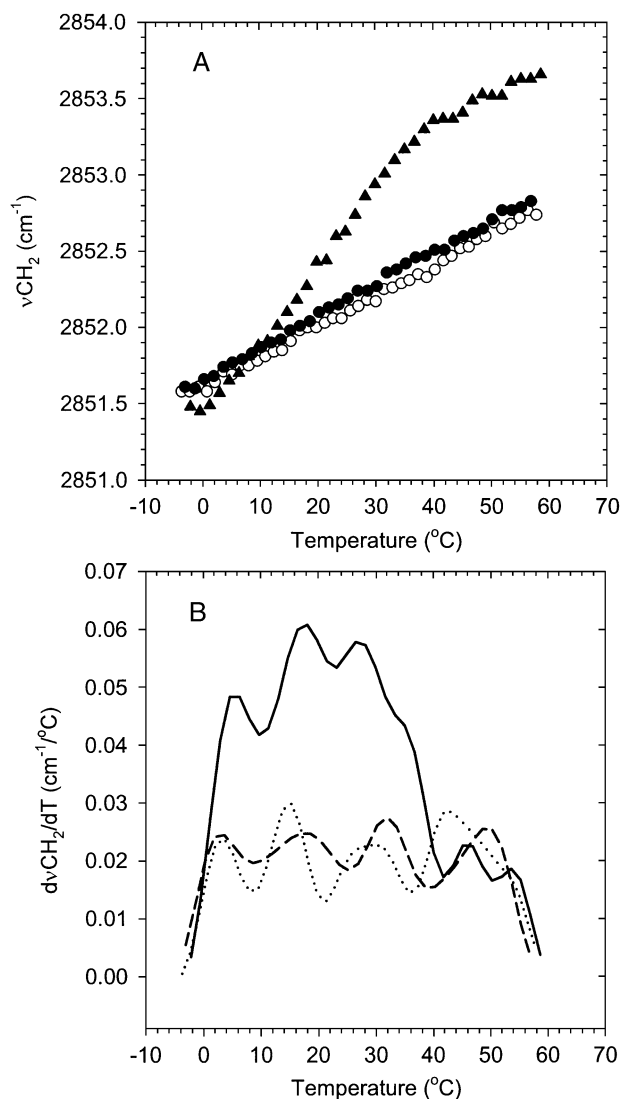 A
2854.0
2853.0
2852.0
2851.0
2853.5
2852.5
2851.5
νCH₂ (cm⁻¹)
-10 0 10 20 30 40 50 60 70
Temperature (°C)
B
0.07
0.06
0.05
0.04
0.03
0.02
0.01
0.00
dνCH₂/dT (cm⁻¹/°C)
-10 0 10 20 30 40 50 60 70
Temperature (°C)